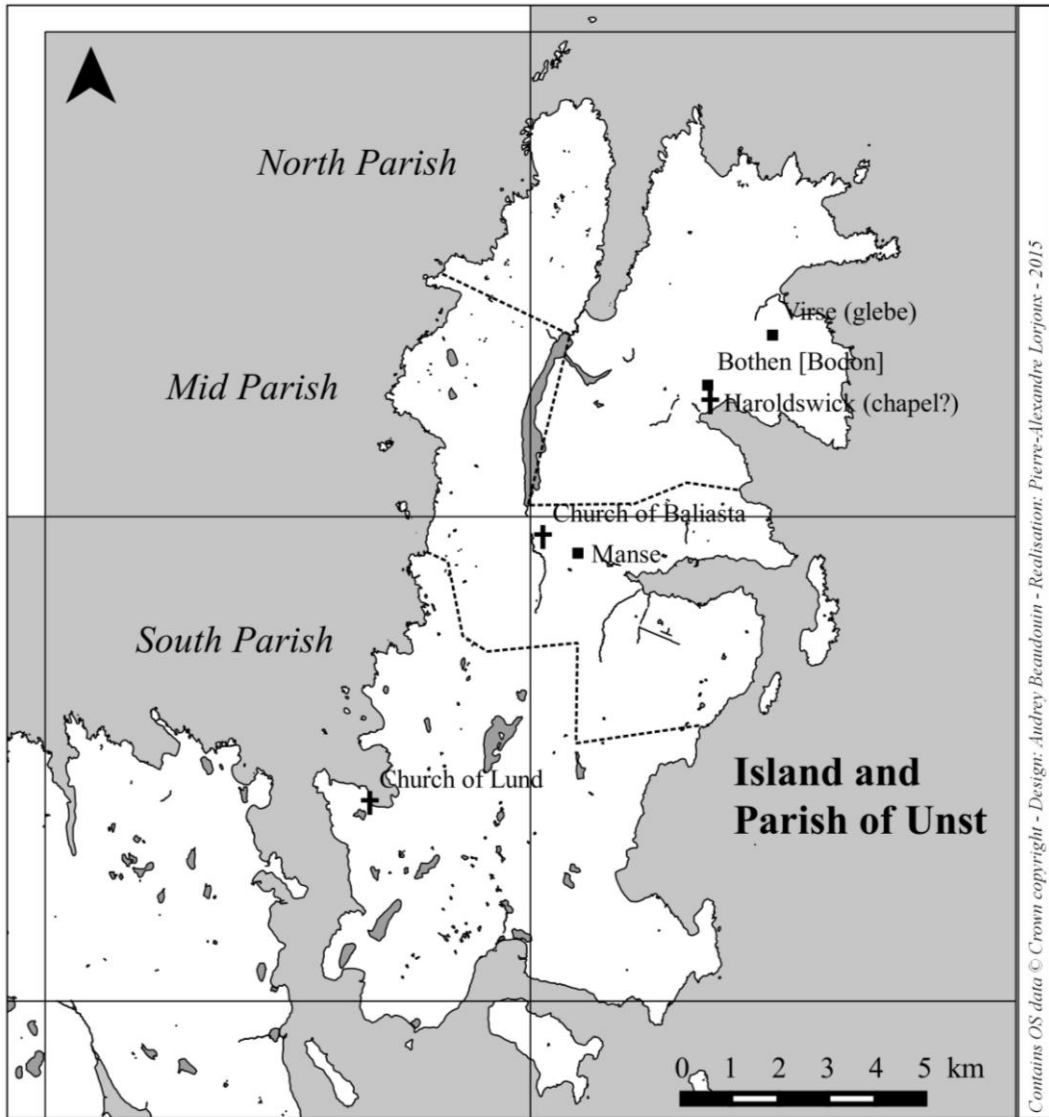 North Parish
Virse (glebe)
Bothen [Bodon]
Mid Parish
Haroldswick (chapel?)
Church of Baliasta
Manse
South Parish
Church of Lund
Island and
Parish of Unst
0 1 2 3 4 5 km
Contains OS data © Crown copyright - Design: Audrey Beaudouin - Realisation: Pierre-Alexandre Lorjoux - 2015